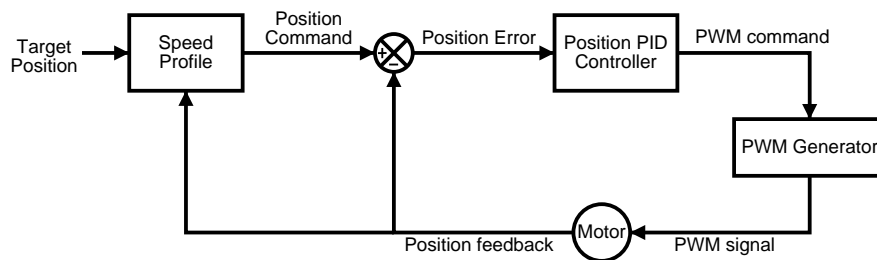 Target
Position
Speed
Profile
Position
Command
+
−
Position Error
Position PID
Controller
PWM command
PWM Generator
PWM signal
Motor
Position feedback